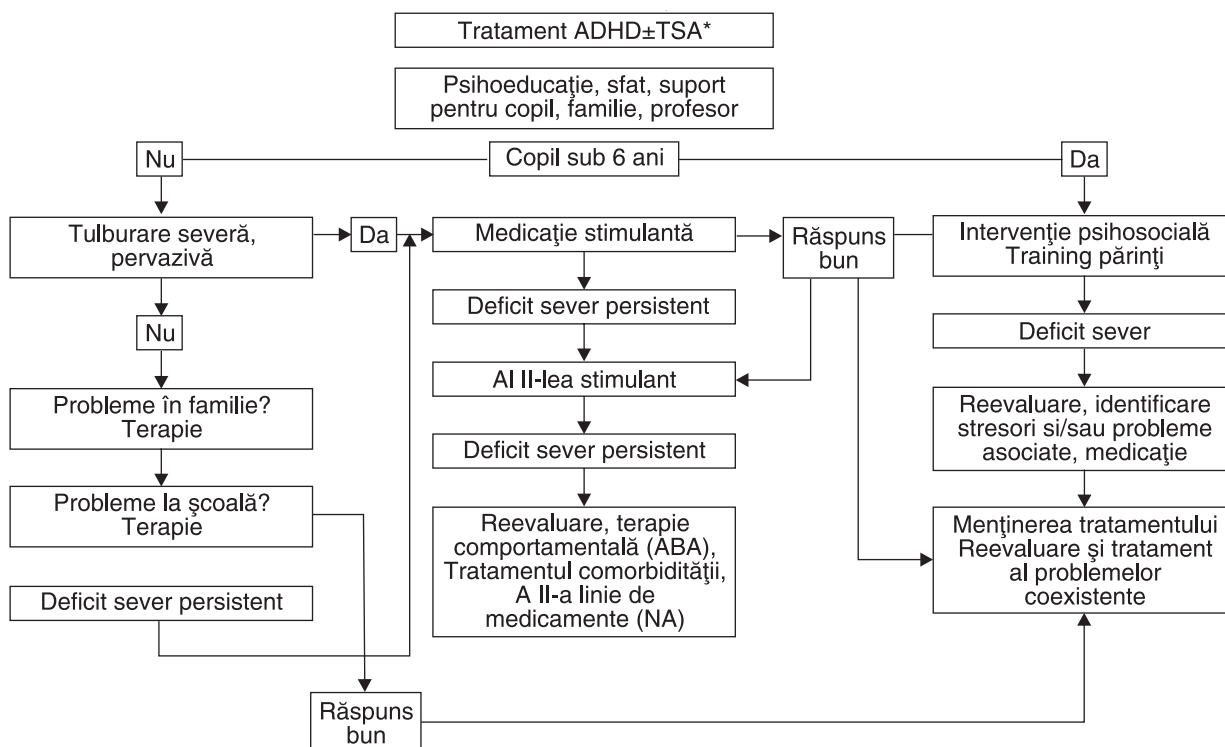 Tratament ADHD±TSA*
Psihoeducaţie, sfat, suport
pentru copil, familie, profesor
Nu
Copil sub 6 ani
Da
Tulburare severă,
pervazivă
Da
Medicaţie stimulantă
Răspuns
bun
Intervenţie psihosocială
Training părinţi
Nu
Deficit sever persistent
Deficit sever
Probleme în familie?
Terapie
Al II-lea stimulant
Reevaluare, identificare
stresori si/sau probleme
asociate, medicaţie
Deficit sever persistent
Probleme la şcoală?
Terapie
Reevaluare, terapie
comportamentală (ABA),
Tratamentul comorbidităţii,
A II-a linie de
medicamente (NA)
Menţinerea tratamentului
Reevaluare şi tratament
al problemelor
coexistente
Deficit sever persistent
Răspuns
bun